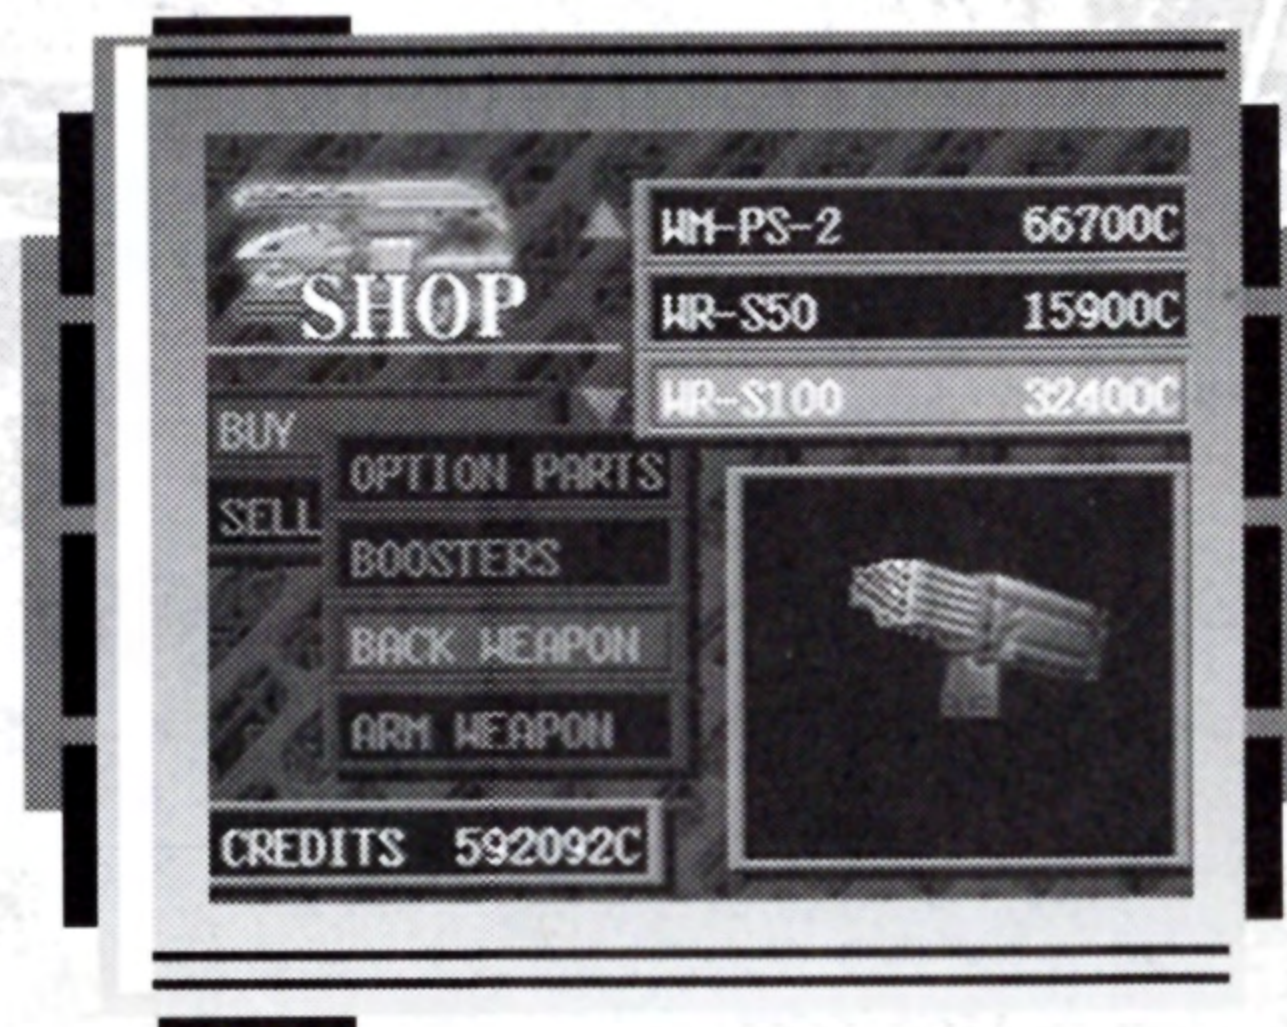 SHOP
WM-PS-2 66700C
WR-S50 15900C
WR-S100 32400C
BUY
SELL
OPTION PARTS
BOOSTERS
BACK WEAPON
ARM WEAPON
CREDITS 592092C